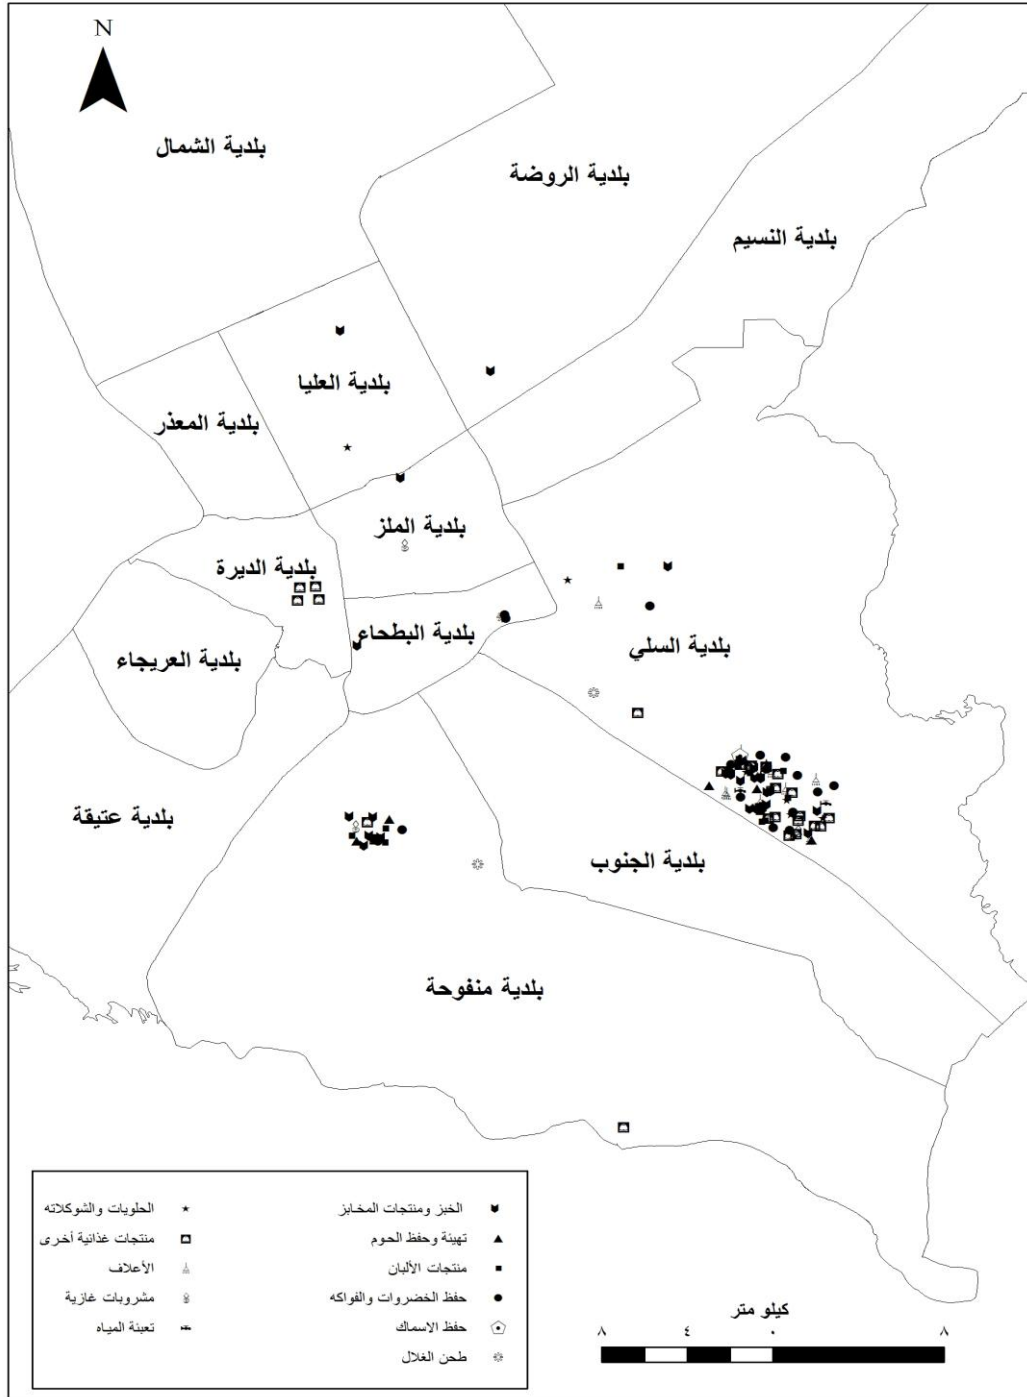 N
بلدية الشمال
بلدية الروضة
بلدية النسيم
بلدية العليا
بلدية المعذر
بلدية الملز
بلدية الديرة
بلدية البطحاء
بلدية السلي
بلدية العريجاء
بلدية عتيقة
بلدية الجنوب
بلدية منفوحة
الخبز ومنتجات المخابز
تهيئة وحفظ الحوم
منتجات الألبان
حفظ الخضروات والفواكه
حفظ الاسماك
طحن الغلال
الحلويات والشوكلاته
منتجات غذائية أخرى
الأعلاف
مشروبات غازية
تعبئة المياه
كيلو متر
٨ ٤ ٠ ٨